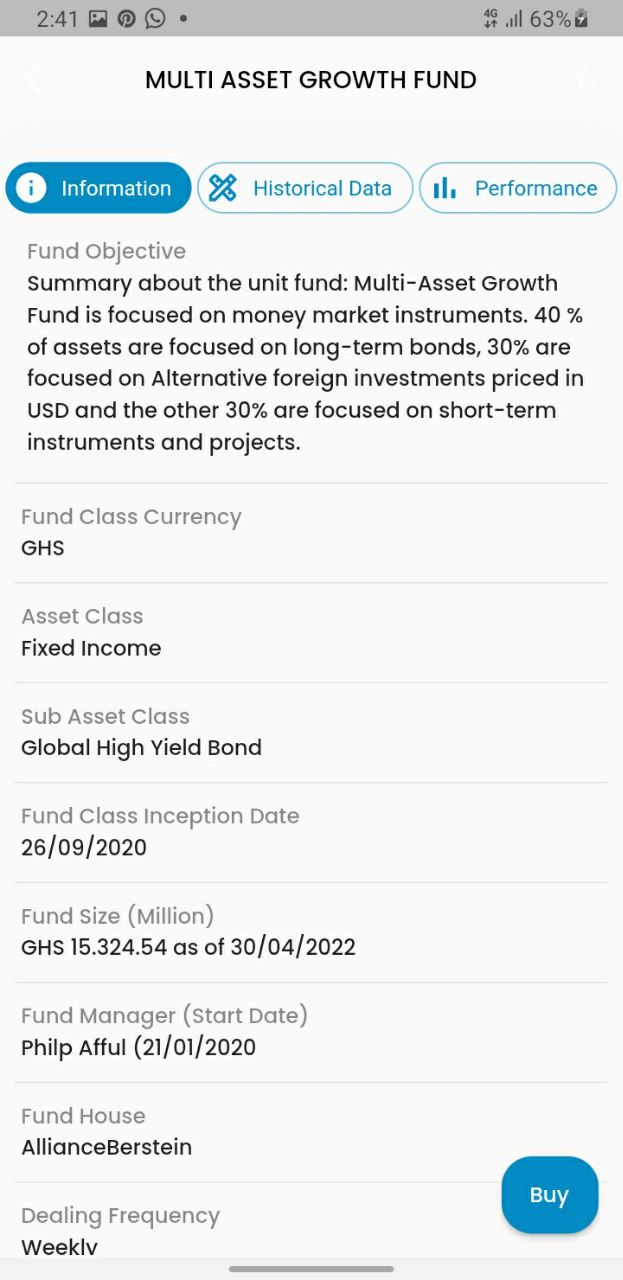 2:41
4G
63%
MULTI ASSET GROWTH FUND
Information
Historical Data
Performance
Fund Objective
Summary about the unit fund: Multi-Asset Growth
Fund is focused on money market instruments. 40 %
of assets are focused on long-term bonds, 30% are
focused on Alternative foreign investments priced in
USD and the other 30% are focused on short-term
instruments and projects.
Fund Class Currency
GHS
Asset Class
Fixed Income
Sub Asset Class
Global High Yield Bond
Fund Class Inception Date
26/09/2020
Fund Size (Million)
GHS 15.324.54 as of 30/04/2022
Fund Manager (Start Date)
Philp Afful (21/01/2020
Fund House
AllianceBerstein
Buy
Dealing Frequency
Weekly